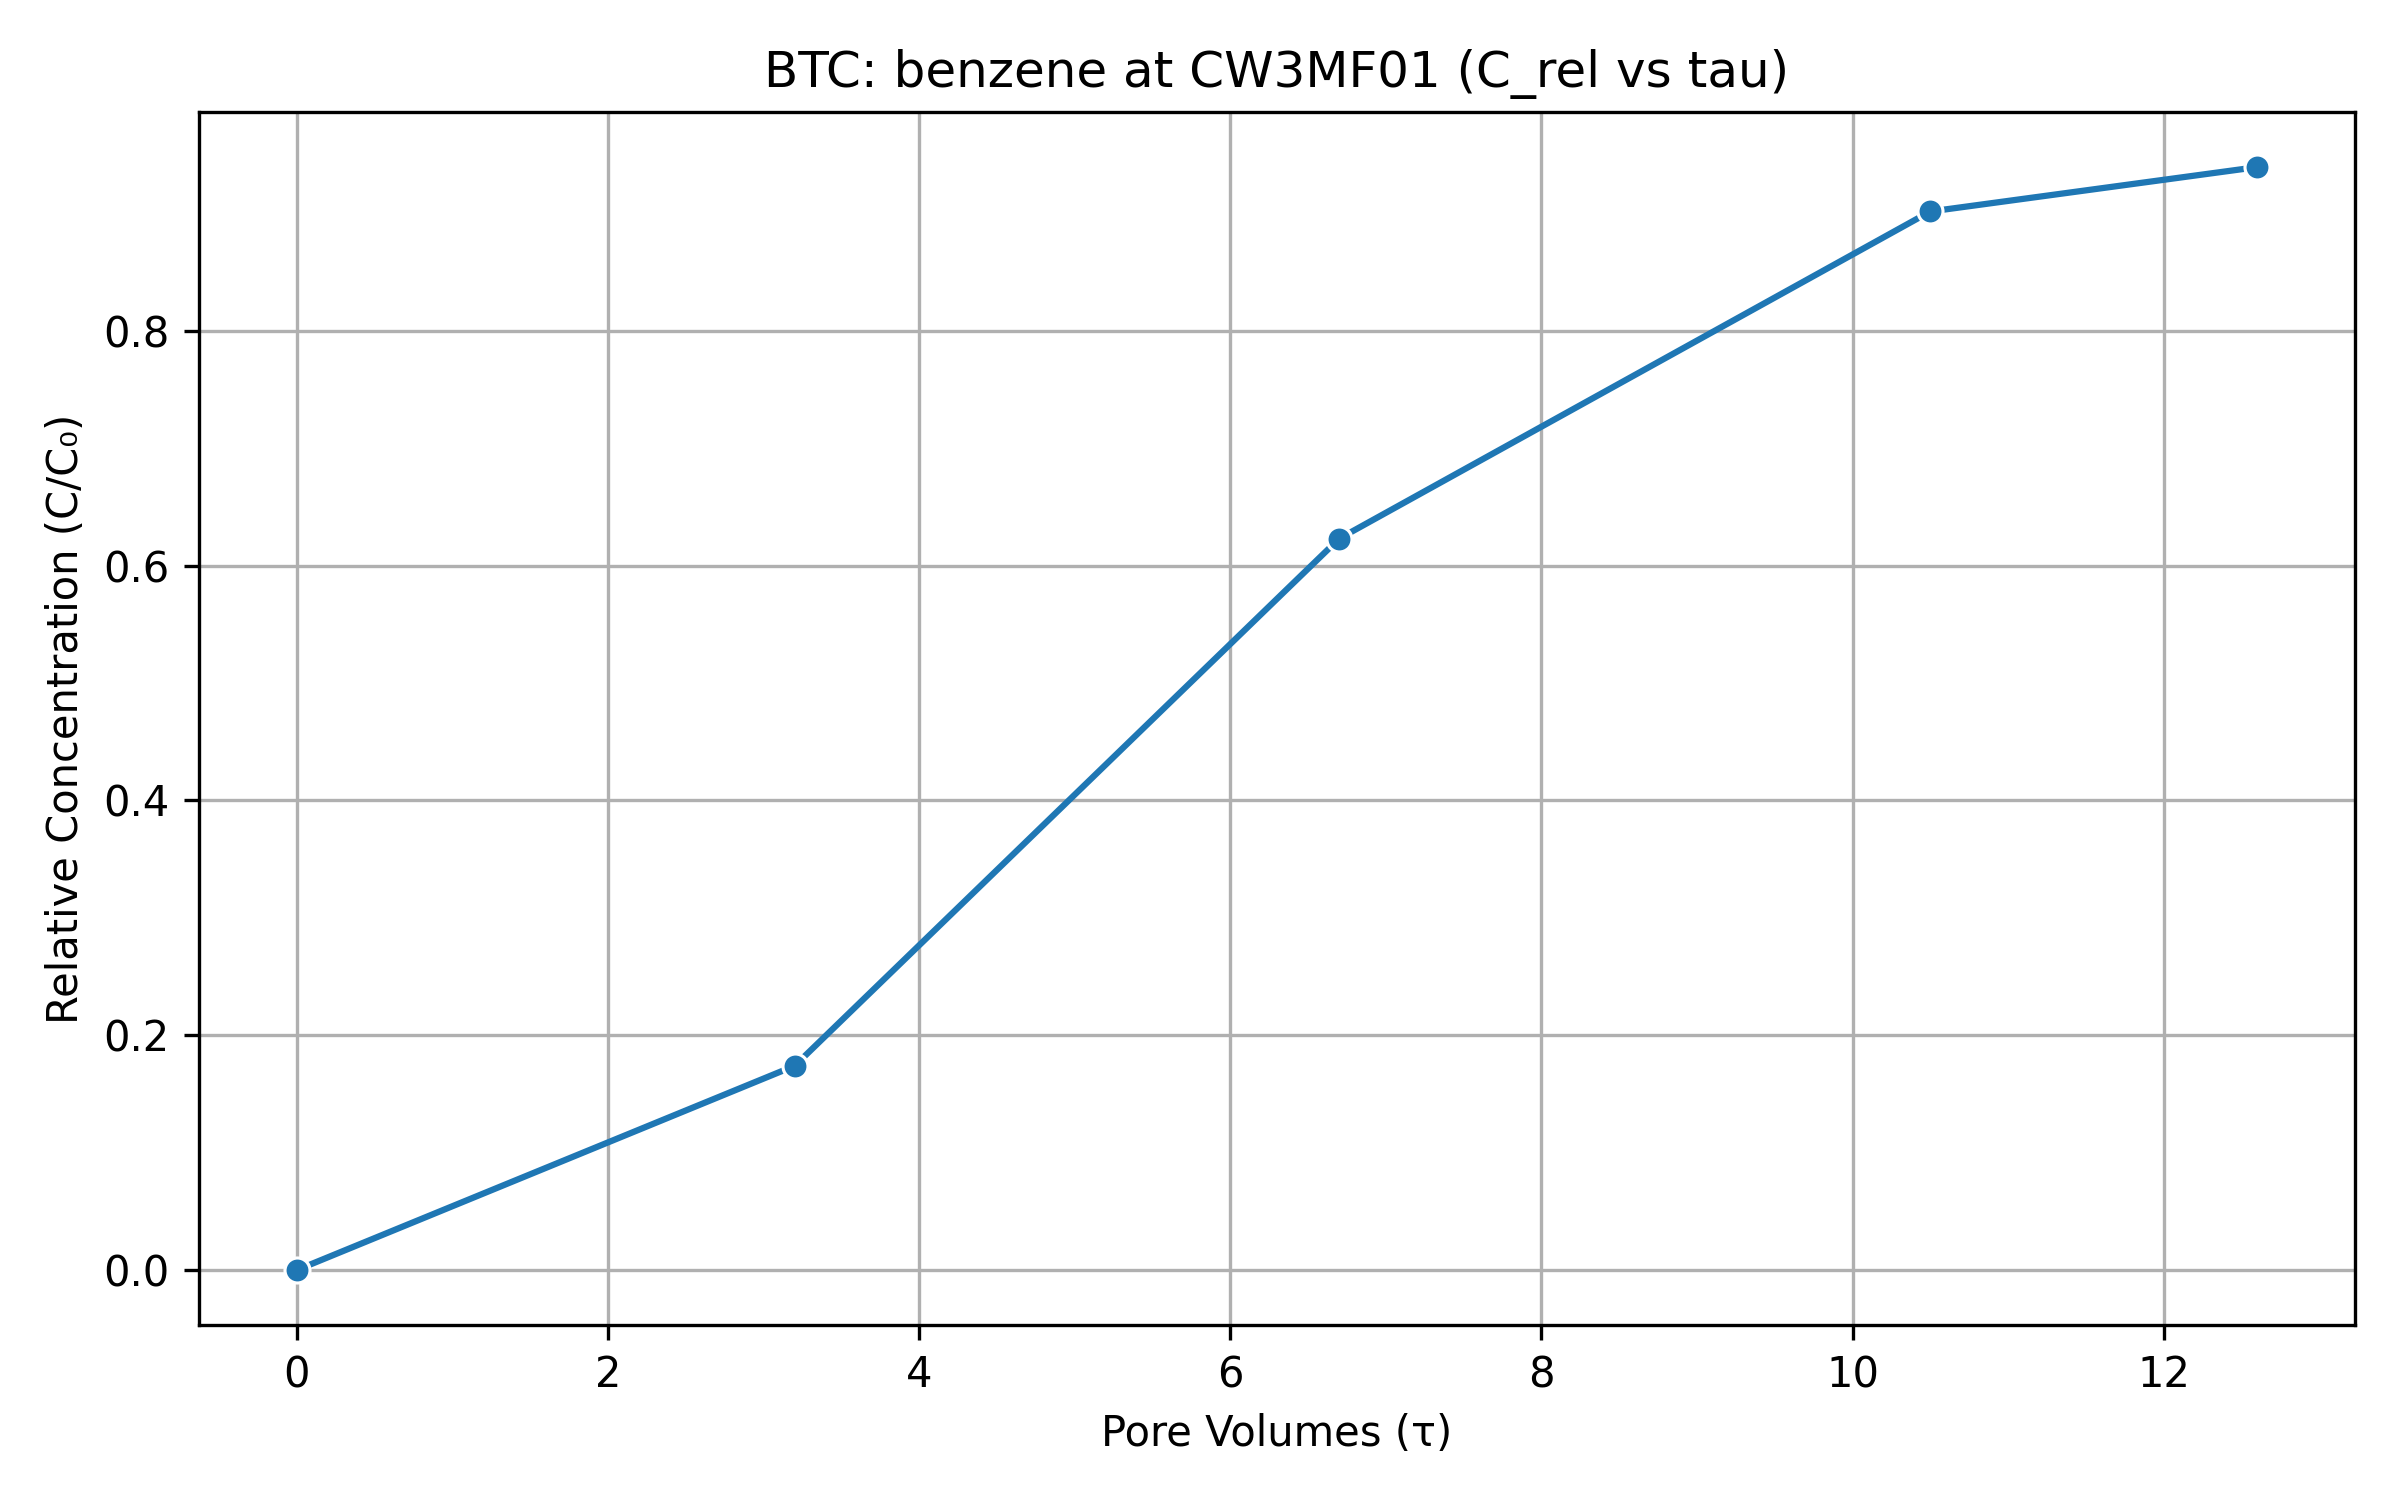 BTC: benzene at CW3MF01 (C_rel vs tau)
Relative Concentration (C/C₀)
0.8
0.6
0.4
0.2
0.0
0 2 4 6 8 10 12
Pore Volumes (τ)